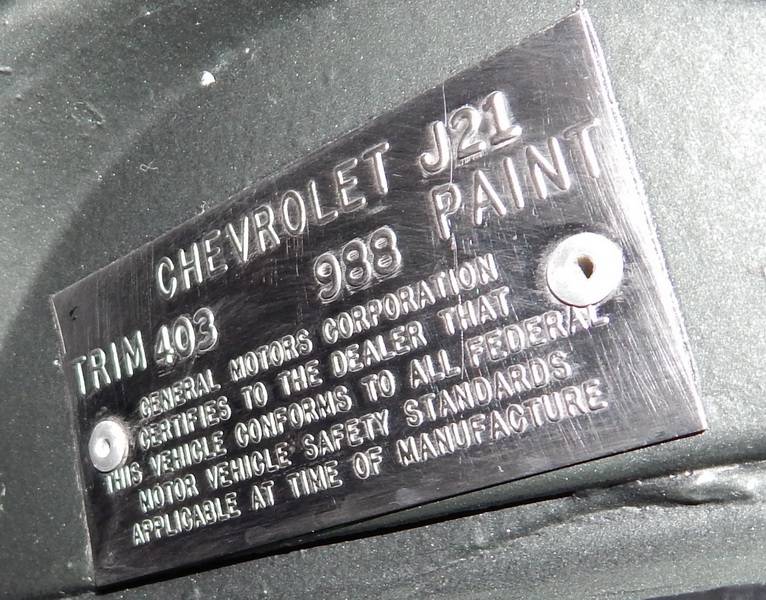 CHEVROLET J21
TRIM 403 988 PAINT
GENERAL MOTORS CORPORATION
CERTIFIES TO THE DEALER THAT
THIS VEHICLE CONFORMS TO ALL FEDERAL
MOTOR VEHICLE SAFETY STANDARDS
APPLICABLE AT TIME OF MANUFACTURE